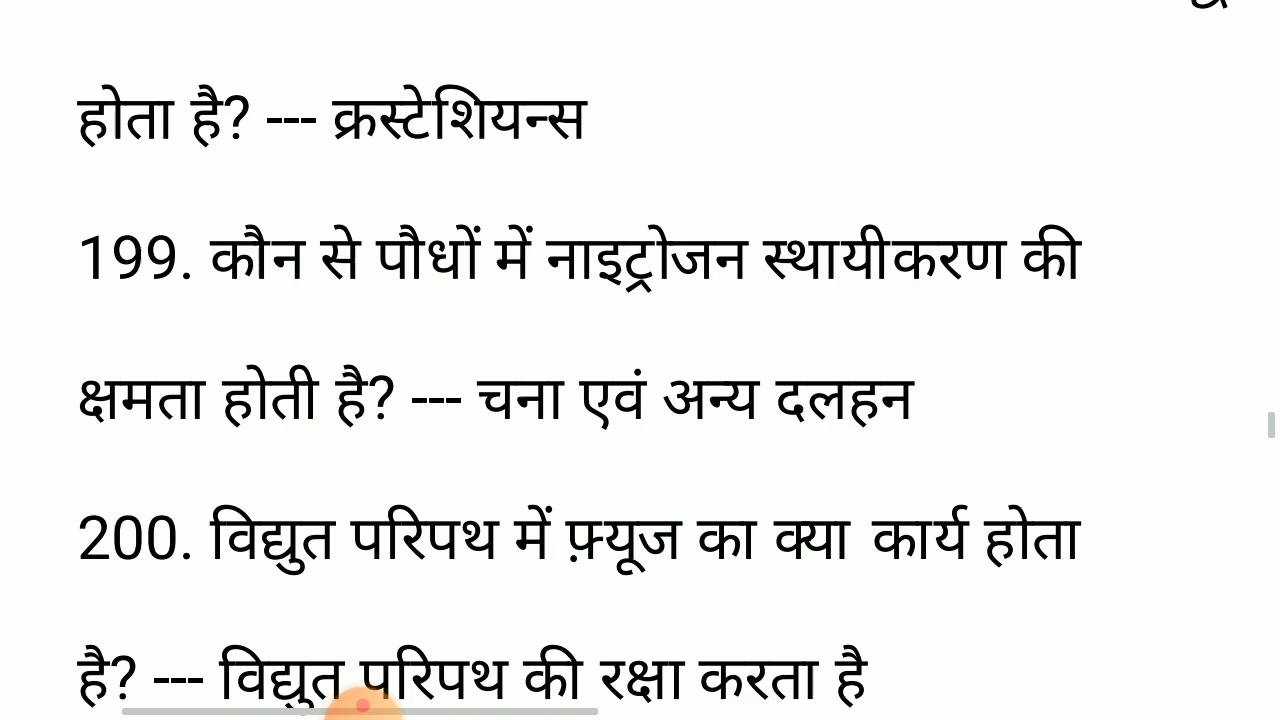 होता है? --- क्रस्टेशियन्स
199. कौन से पौधों में नाइट्रोजन स्थायीकरण की
क्षमता होती है? --- चना एवं अन्य दलहन
200. विद्युत परिपथ में फ़्यूज का क्या कार्य होता
है? --- विद्युत परिपथ की रक्षा करता है